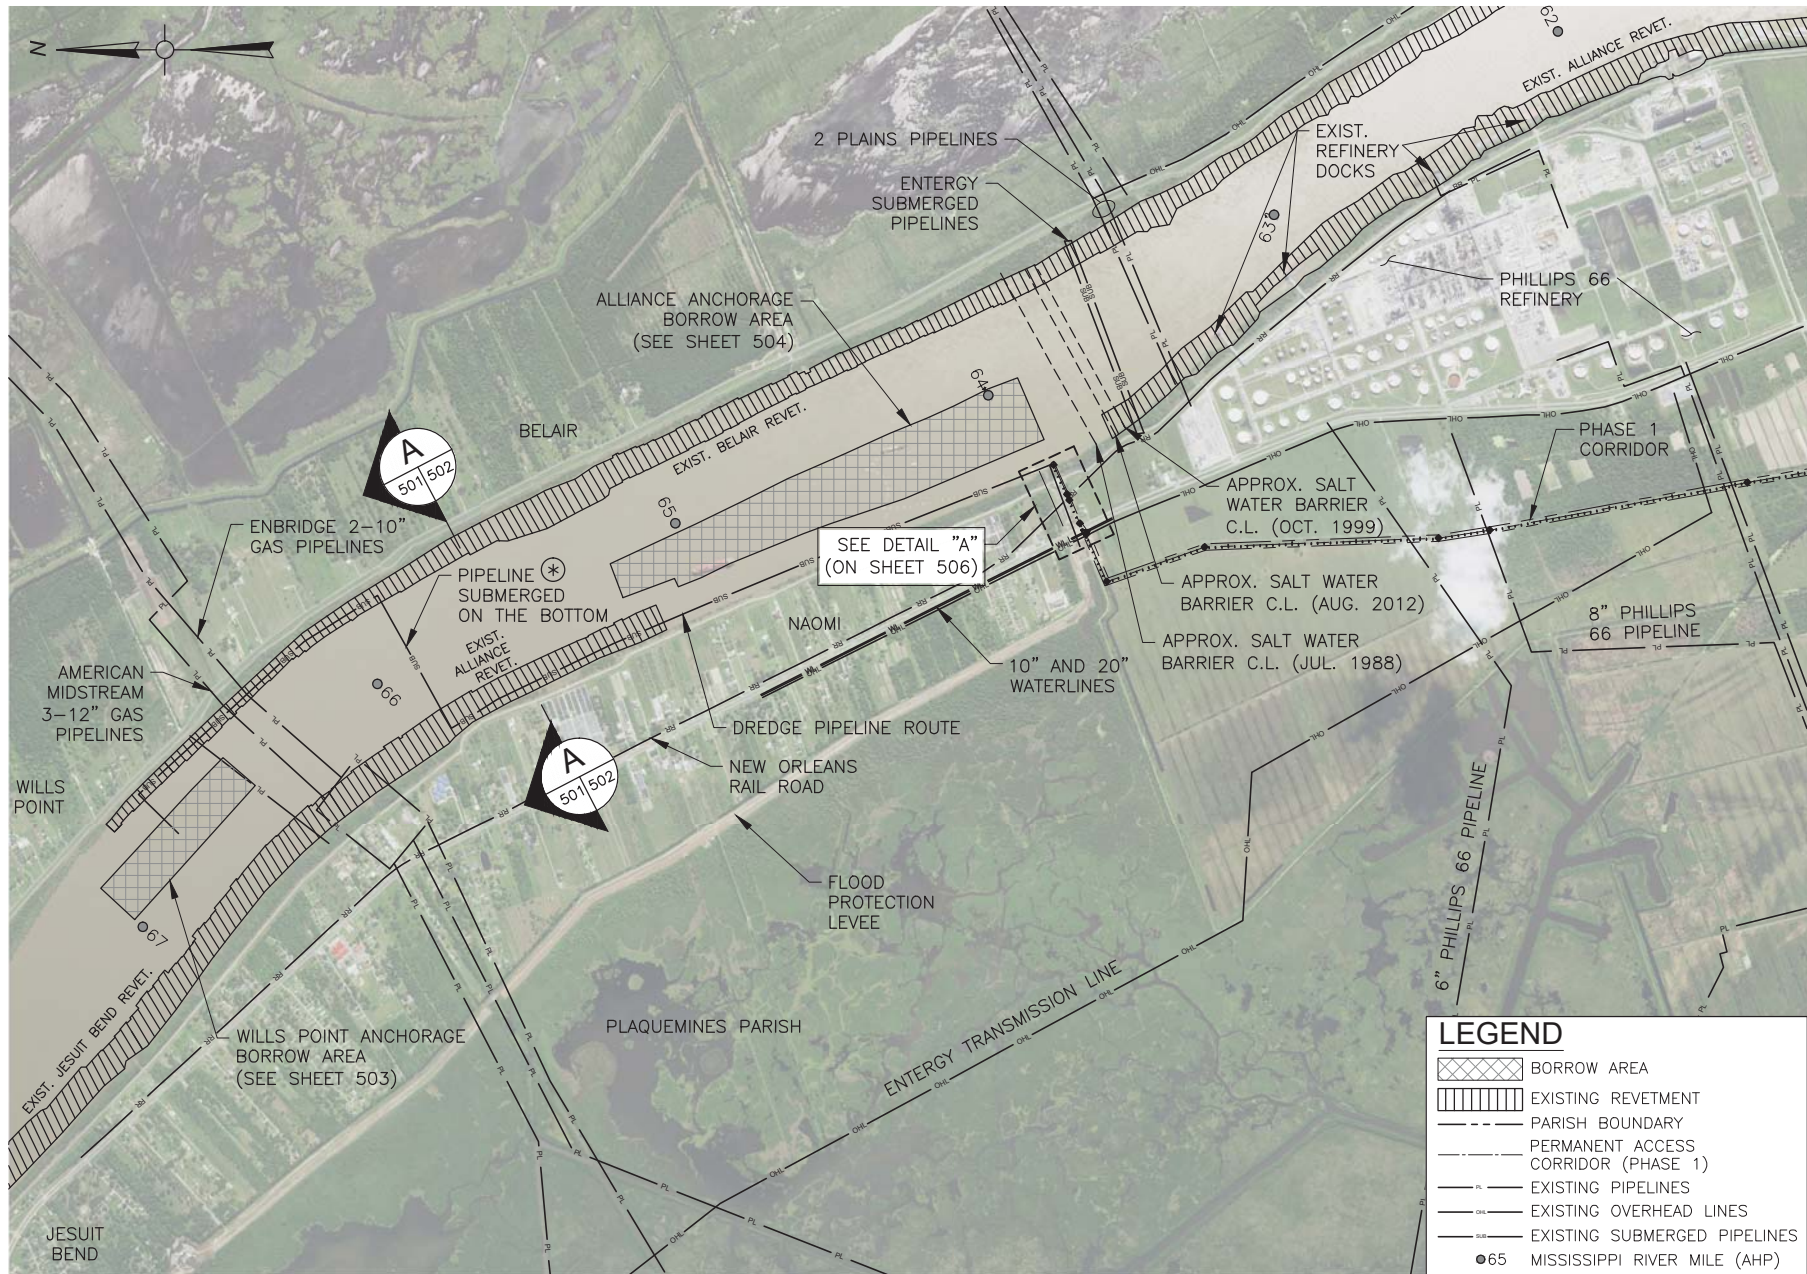 N
62
EXIST. ALLIANCE REVET.
2 PLAINS PIPELINES
EXIST.
REFINERY
DOCKS
ENTERGY
SUBMERGED
PIPELINES
63
PHILLIPS 66
REFINERY
ALLIANCE ANCHORAGE
BORROW AREA
(SEE SHEET 504)
64
EXIST. BELAIR REVET.
BELAIR
A
501 502
65
PHASE 1
CORRIDOR
APPROX. SALT
WATER BARRIER
C.L. (OCT. 1999)
ENBRIDGE 2-10"
GAS PIPELINES
SEE DETAIL "A"
(ON SHEET 506)
PIPELINE *
SUBMERGED
ON THE BOTTOM
APPROX. SALT WATER
BARRIER C.L. (AUG. 2012)
8" PHILLIPS
66 PIPELINE
NAOMI
EXIST.
ALLIANCE
REVET.
APPROX. SALT WATER
BARRIER C.L. (JUL. 1988)
10" AND 20"
WATERLINES
AMERICAN
MIDSTREAM
3-12" GAS
PIPELINES
66
DREDGE PIPELINE ROUTE
WILLS
POINT
A
501 502
NEW ORLEANS
RAIL ROAD
6" PHILLIPS 66 PIPELINE
FLOOD
PROTECTION
LEVEE
67
EXIST. JESUIT BEND REVET.
WILLS POINT ANCHORAGE
BORROW AREA
(SEE SHEET 503)
PLAQUEMINES PARISH
ENTERGY TRANSMISSION LINE
JESUIT
BEND
LEGEND
BORROW AREA
EXISTING REVETMENT
PARISH BOUNDARY
PERMANENT ACCESS
CORRIDOR (PHASE 1)
PL EXISTING PIPELINES
OHL EXISTING OVERHEAD LINES
SUB EXISTING SUBMERGED PIPELINES
65 MISSISSIPPI RIVER MILE (AHP)